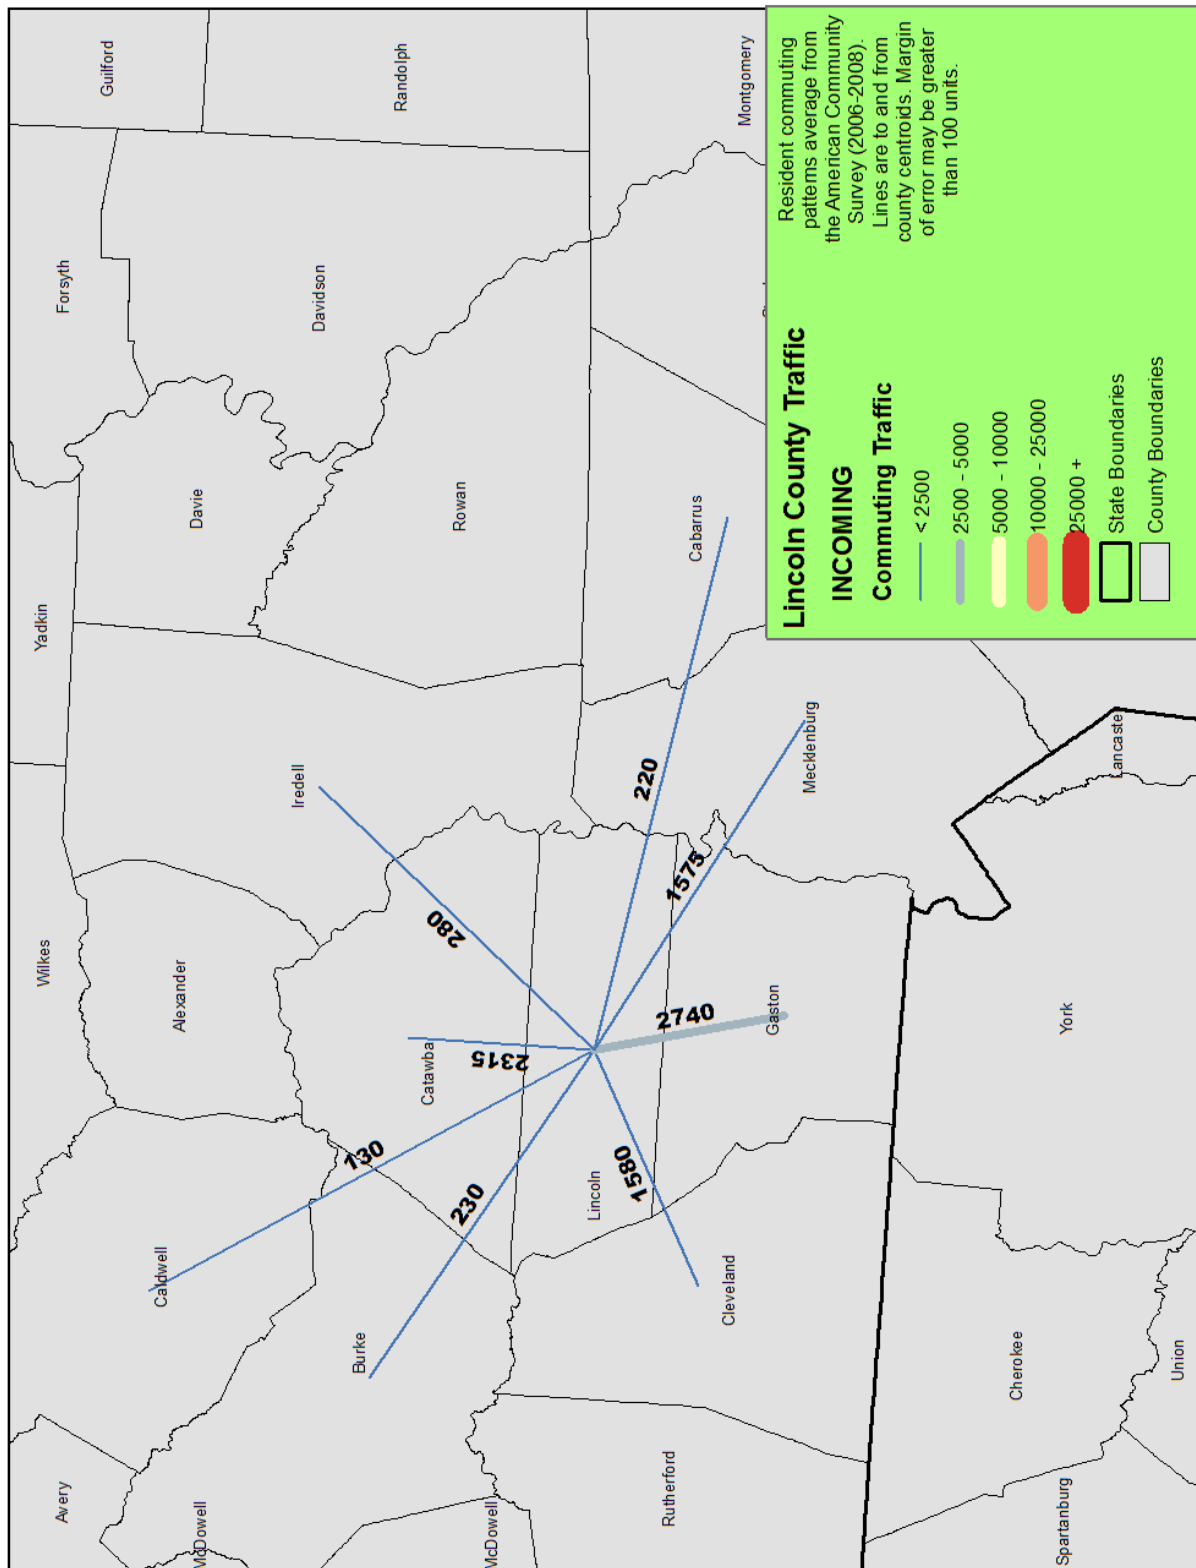 Guilford
Forsyth
Yadkin
Wilkes
Avery
Randolph
Davidson
Davie
Iredell
Alexander
Caldwell
McDowell
Rowan
Catawba
Burke
Montgomery
Cabarrus
Mecklenburg
Gaston
Lincoln
Cleveland
McDowell
Rutherford
Lancaste
York
Cherokee
Union
Spartanburg
280
130
2315
230
220
1575
2740
1580
Lincoln County Traffic
INCOMING
Commuting Traffic
< 2500
2500 - 5000
5000 - 10000
10000 - 25000
25000 +
State Boundaries
County Boundaries
Resident commuting
patterns average from
the American Community
Survey (2006-2008).
Lines are to and from
county centroids. Margin
of error may be greater
than 100 units.